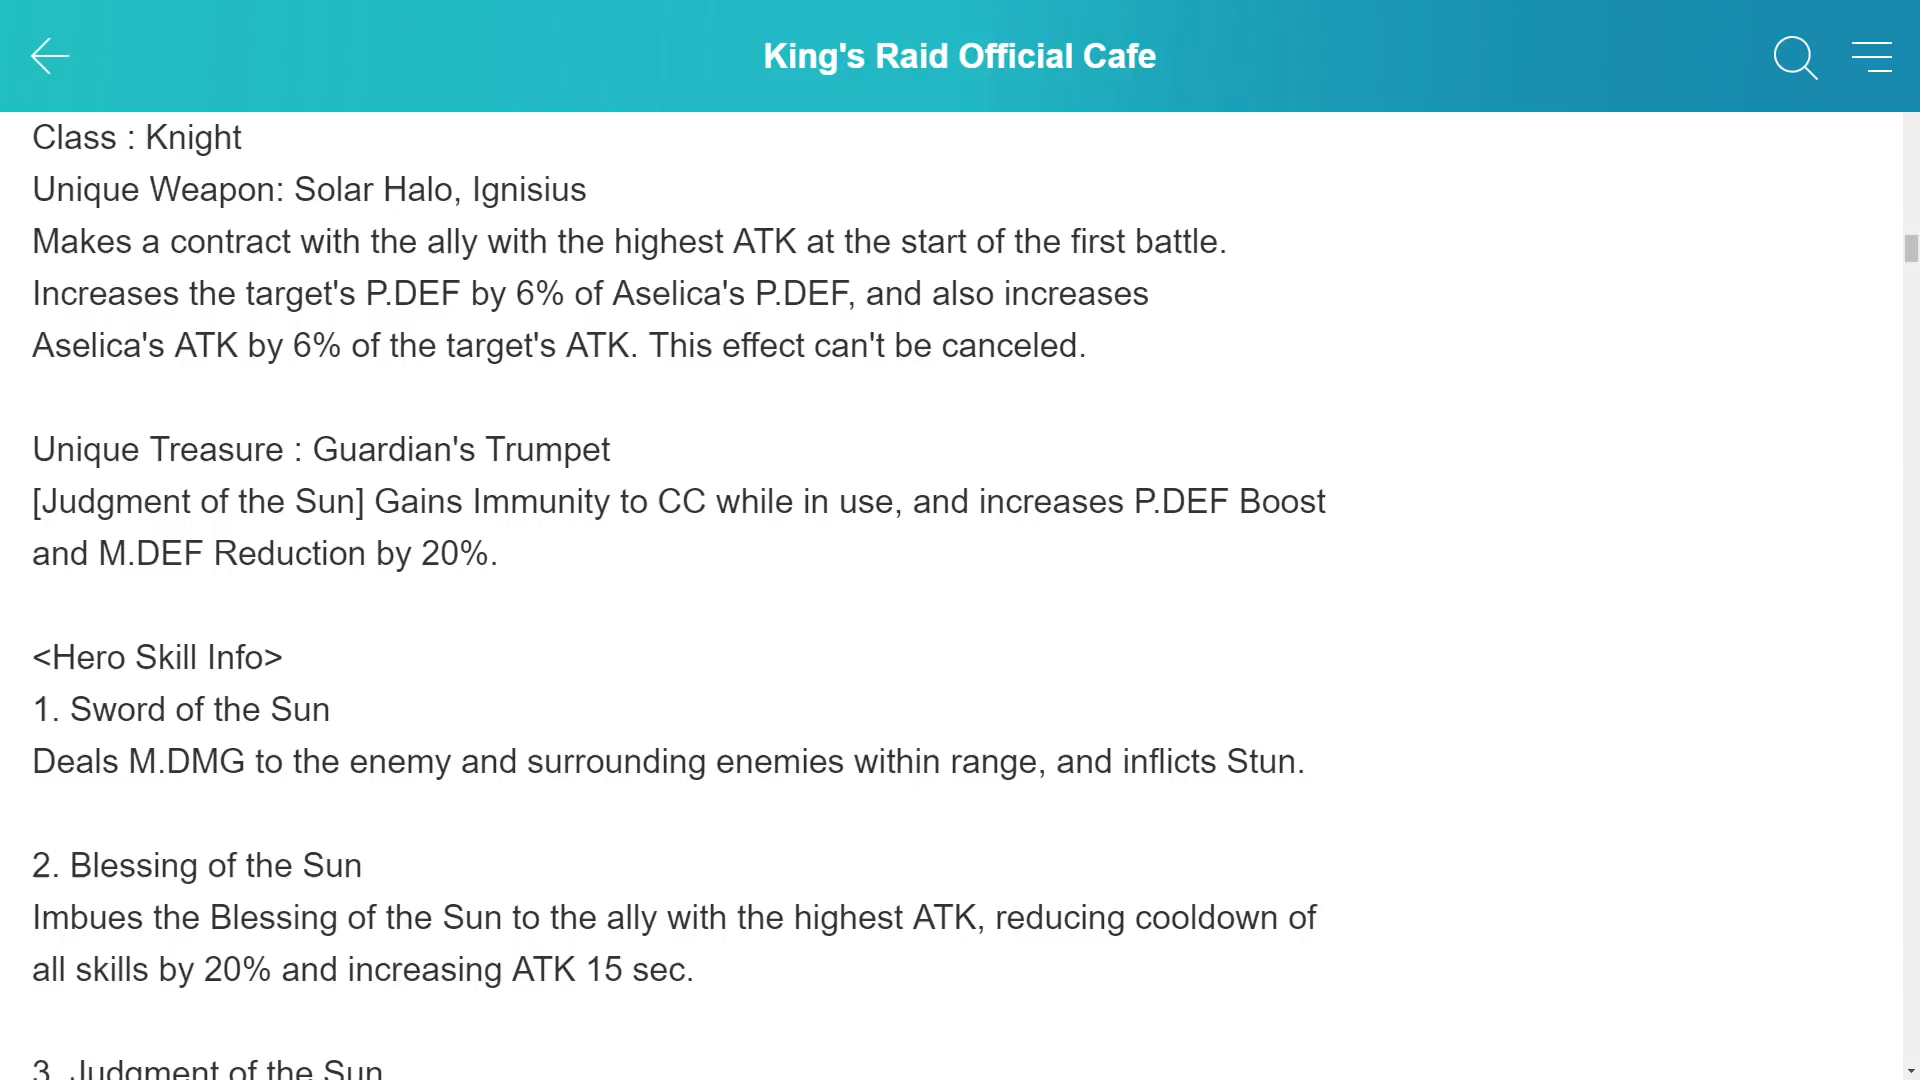 King's Raid Official Cafe
Class : Knight
Unique Weapon: Solar Halo, Ignisius
Makes a contract with the ally with the highest ATK at the start of the first battle.
Increases the target's P.DEF by 6% of Aselica's P.DEF, and also increases
Aselica's ATK by 6% of the target's ATK. This effect can't be canceled.
Unique Treasure : Guardian's Trumpet
[Judgment of the Sun] Gains Immunity to CC while in use, and increases P.DEF Boost
and M.DEF Reduction by 20%.
<Hero Skill Info>
1. Sword of the Sun
Deals M.DMG to the enemy and surrounding enemies within range, and inflicts Stun.
2. Blessing of the Sun
Imbues the Blessing of the Sun to the ally with the highest ATK, reducing cooldown of
all skills by 20% and increasing ATK 15 sec.
3. Judgment of the Sun